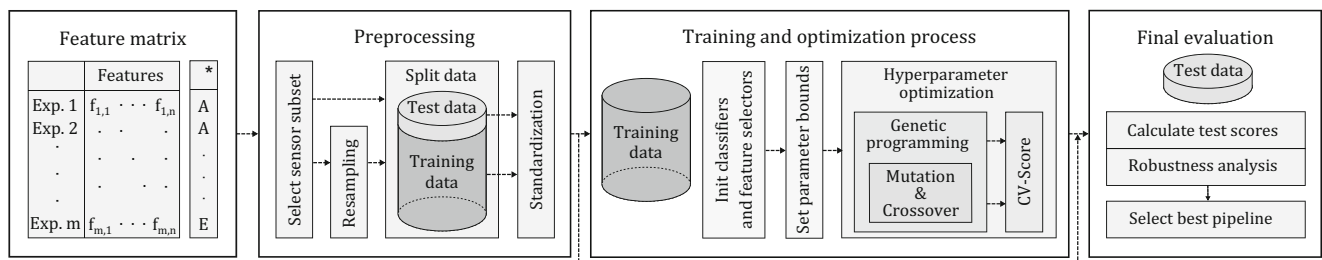 Feature matrix
Features
*
Exp. 1 f1,1 · · · f1,n A
Exp. 2 · · · A
· · · · ·
· · · · ·
·
Exp. m fm,1 · · · fm,n E
Preprocessing
Select sensor subset
Resampling
Split data
Test data
Training
data
Standardization
Training and optimization process
Training
data
Init classifiers
and feature selectors
Set parameter bounds
Hyperparameter
optimization
Genetic
programming
Mutation
&
Crossover
CV-Score
Final evaluation
Test data
Calculate test scores
Robustness analysis
Select best pipeline